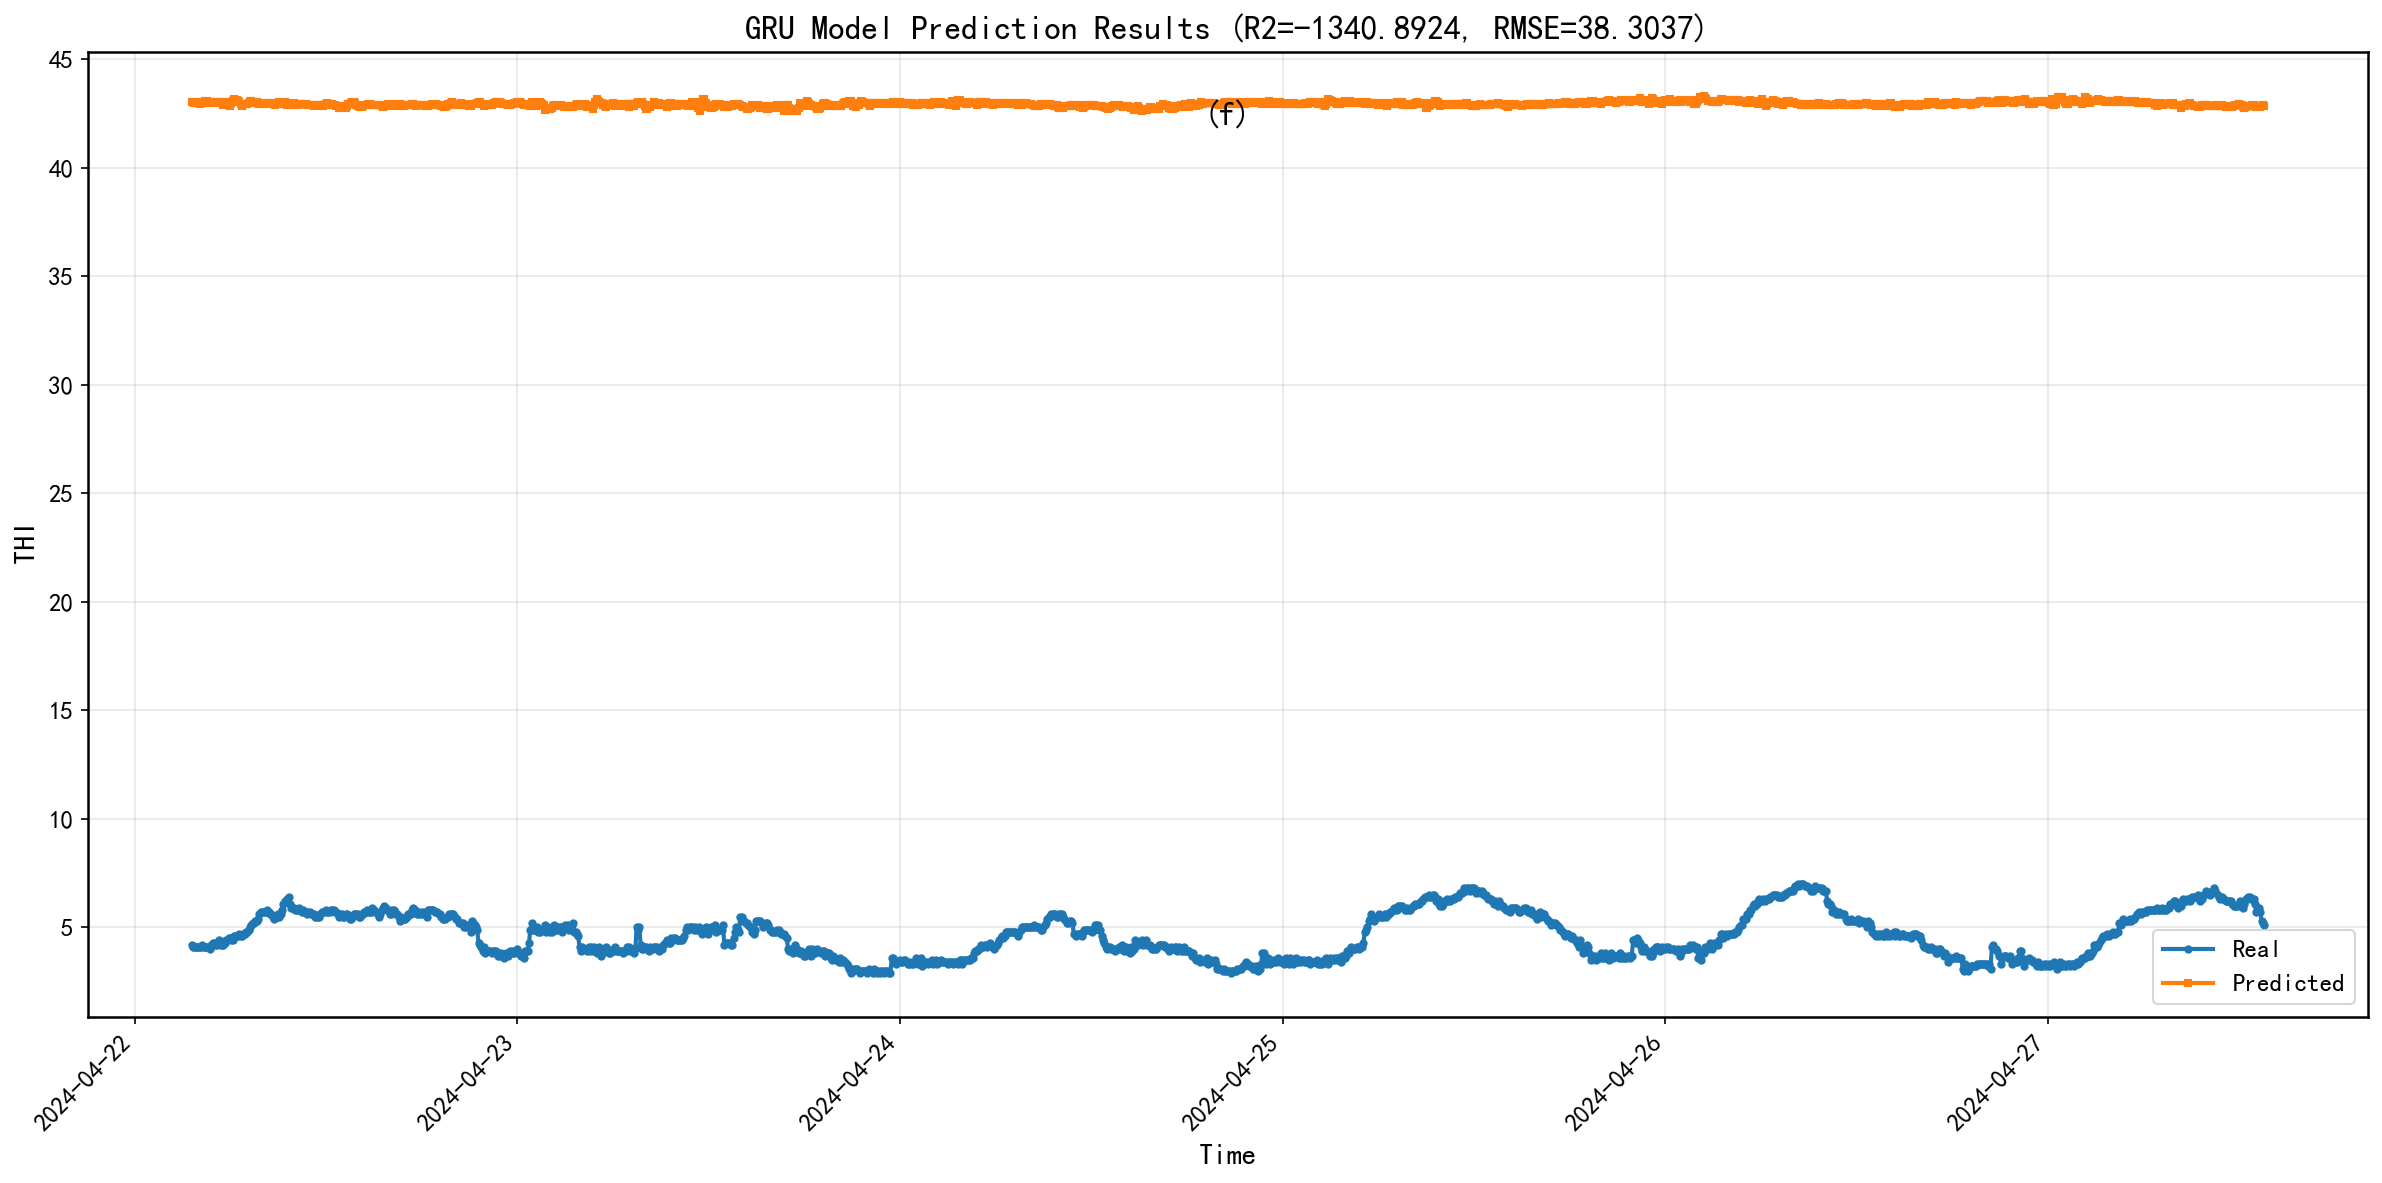 GRU Model Prediction Results (R2=-1340.8924, RMSE=38.3037)
45
40
35
30
25
20
15
10
5
THI
(f)
Real
Predicted
2024-04-22
2024-04-23
2024-04-24
2024-04-25
2024-04-26
2024-04-27
Time